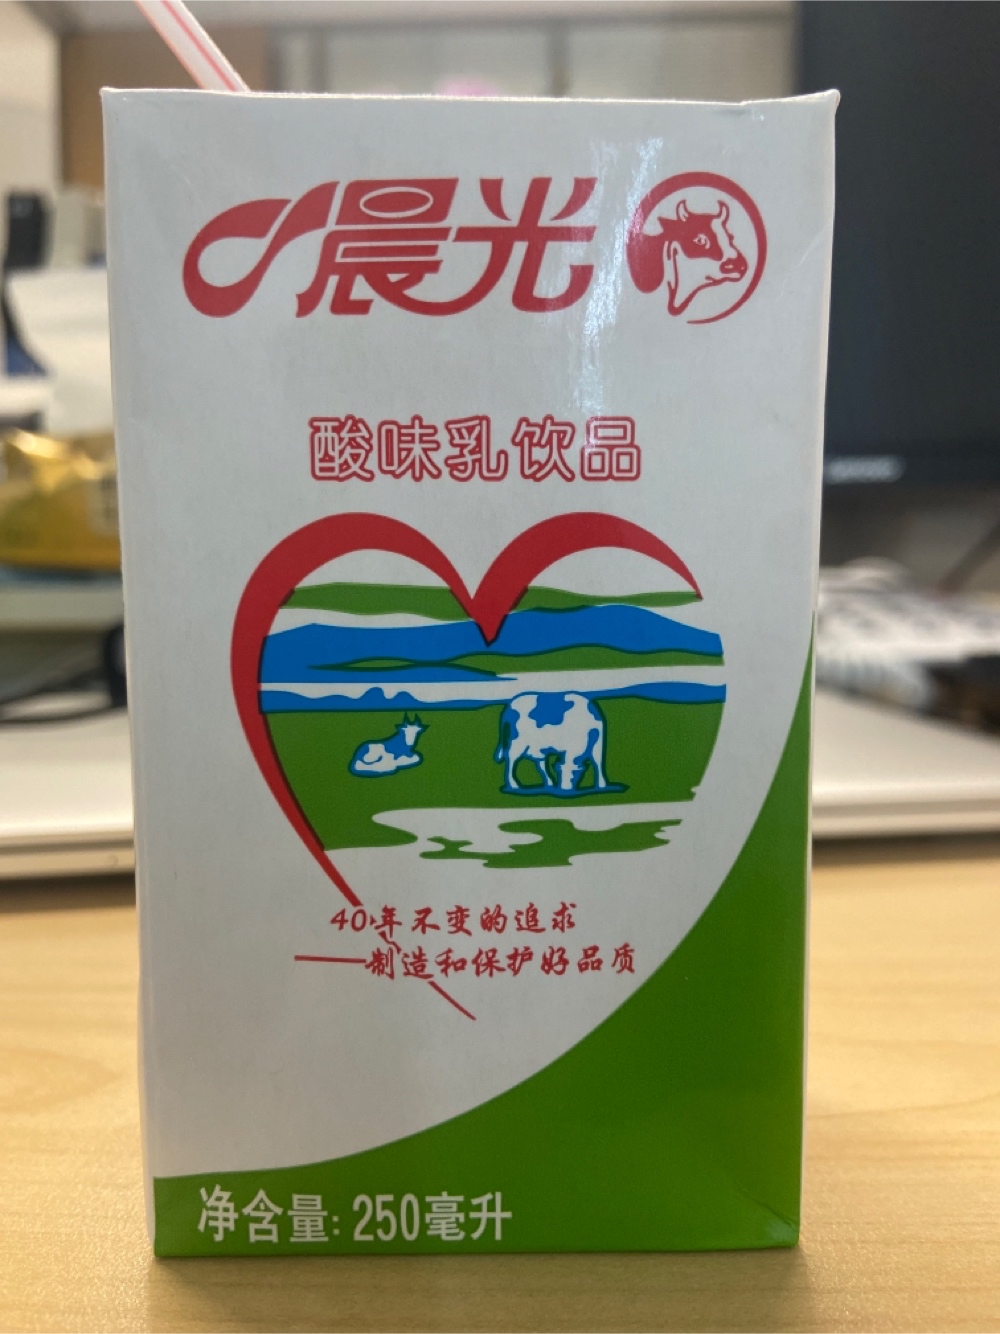 晨光
酸味乳饮品
40年不变的追求
——制造和保护好品质
净含量:250毫升